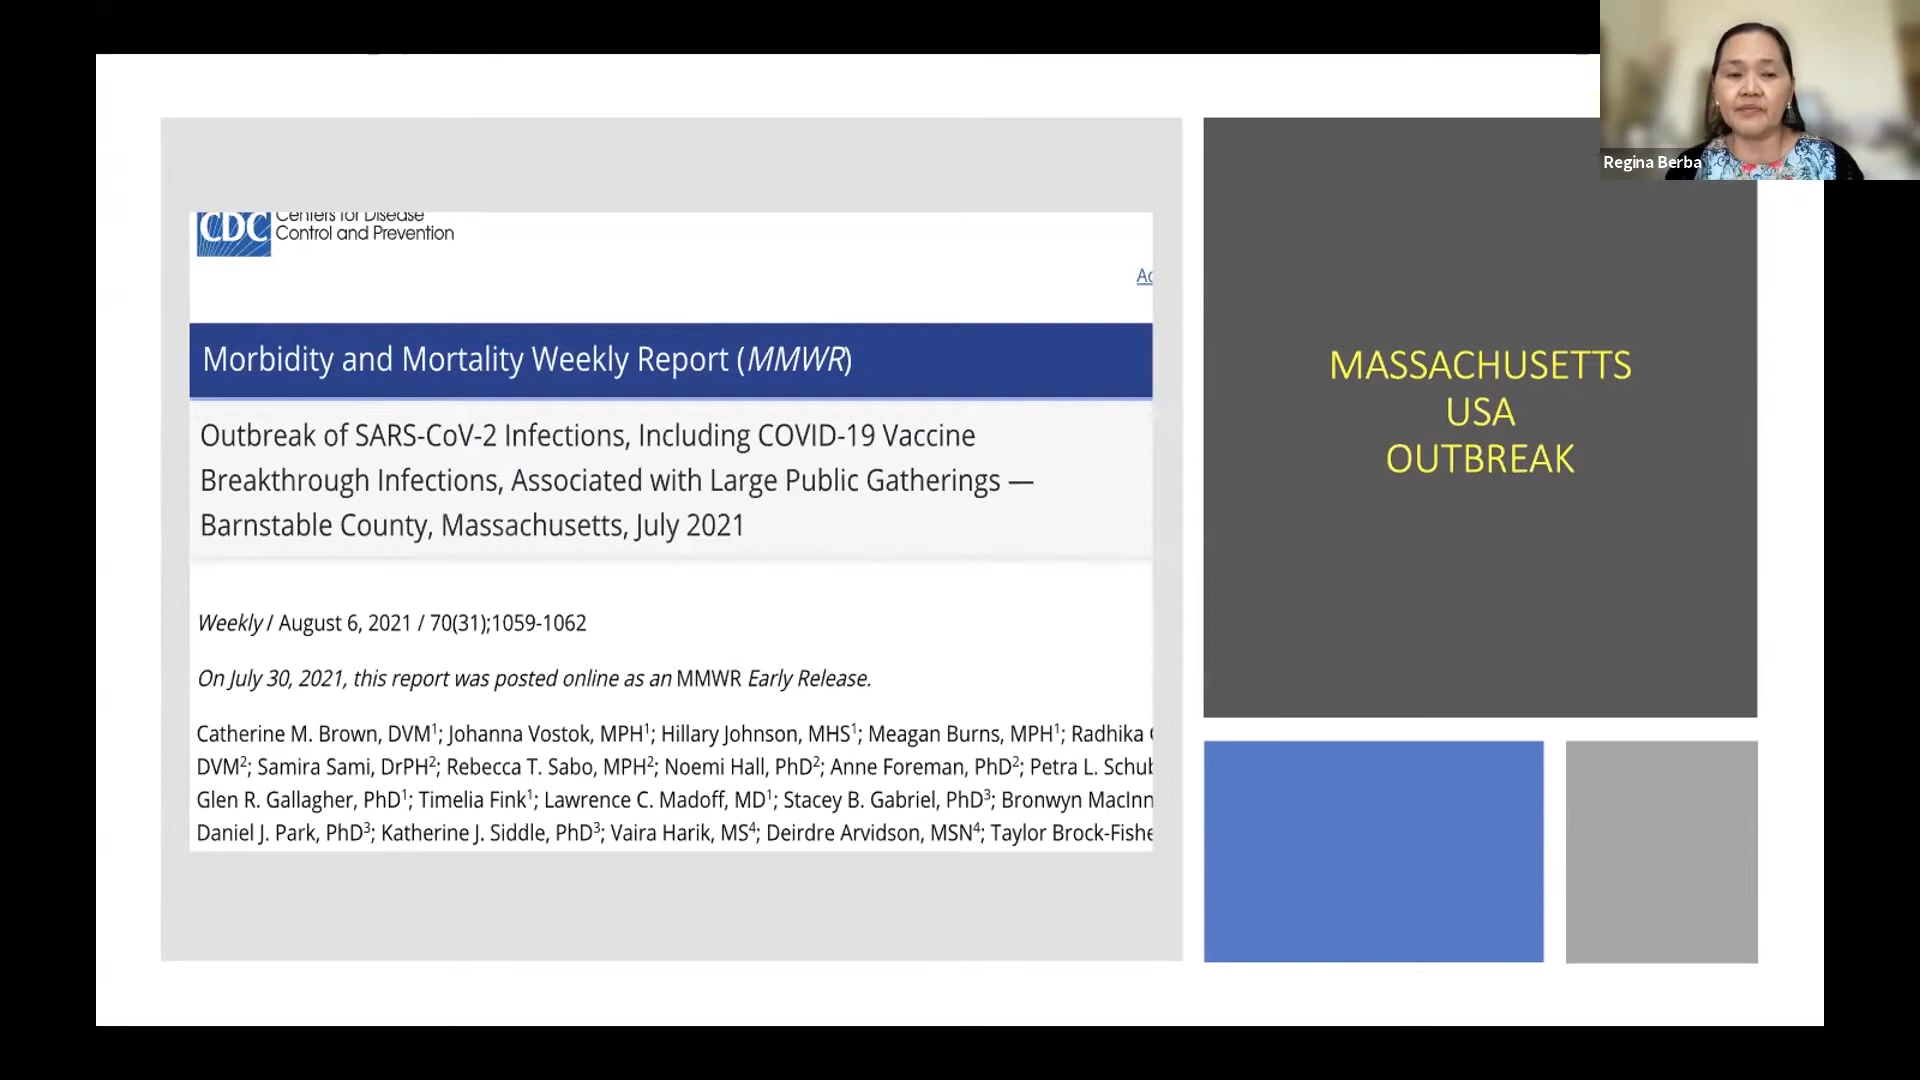 CDC Centers for Disease
Control and Prevention
Morbidity and Mortality Weekly Report (MMWR)
Outbreak of SARS-CoV-2 Infections, Including COVID-19 Vaccine
Breakthrough Infections, Associated with Large Public Gatherings —
Barnstable County, Massachusetts, July 2021
Weekly / August 6, 2021 / 70(31);1059-1062
On July 30, 2021, this report was posted online as an MMWR Early Release.
Catherine M. Brown, DVM1; Johanna Vostok, MPH1; Hillary Johnson, MHS1; Meagan Burns, MPH1; Radhika
DVM2; Samira Sami, DrPH2; Rebecca T. Sabo, MPH2; Noemi Hall, PhD2; Anne Foreman, PhD2; Petra L.
Glen R. Gallagher, PhD1; Timelia Fink1; Lawrence C. Madoff, MD1; Stacey B. Gabriel, PhD3; Bronwyn
Daniel J. Park, PhD3; Katherine J. Siddle, PhD3; Vaira Harik, MS4; Deirdre Arvidson, MSN4; Taylor
MASSACHUSETTS
USA
OUTBREAK
Regina Berba